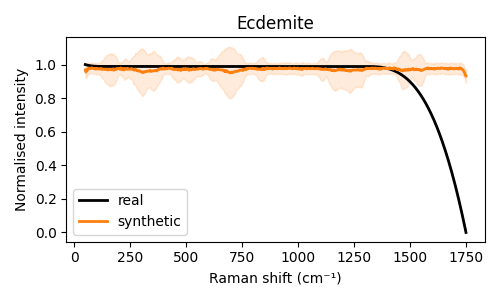 Ecdemite
Normalised intensity
1.0
0.8
0.6
0.4
0.2
0.0
real
synthetic
0 250 500 750 1000 1250 1500 1750
Raman shift (cm⁻¹)